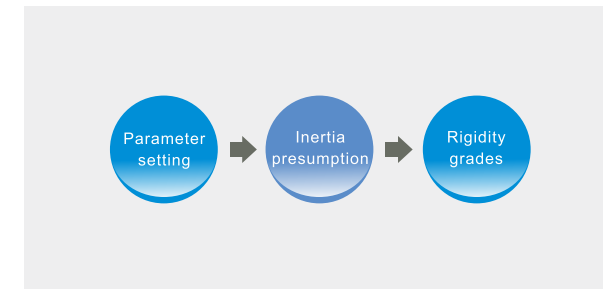 Parameter
setting
Inertia
presumption
Rigidity
grades